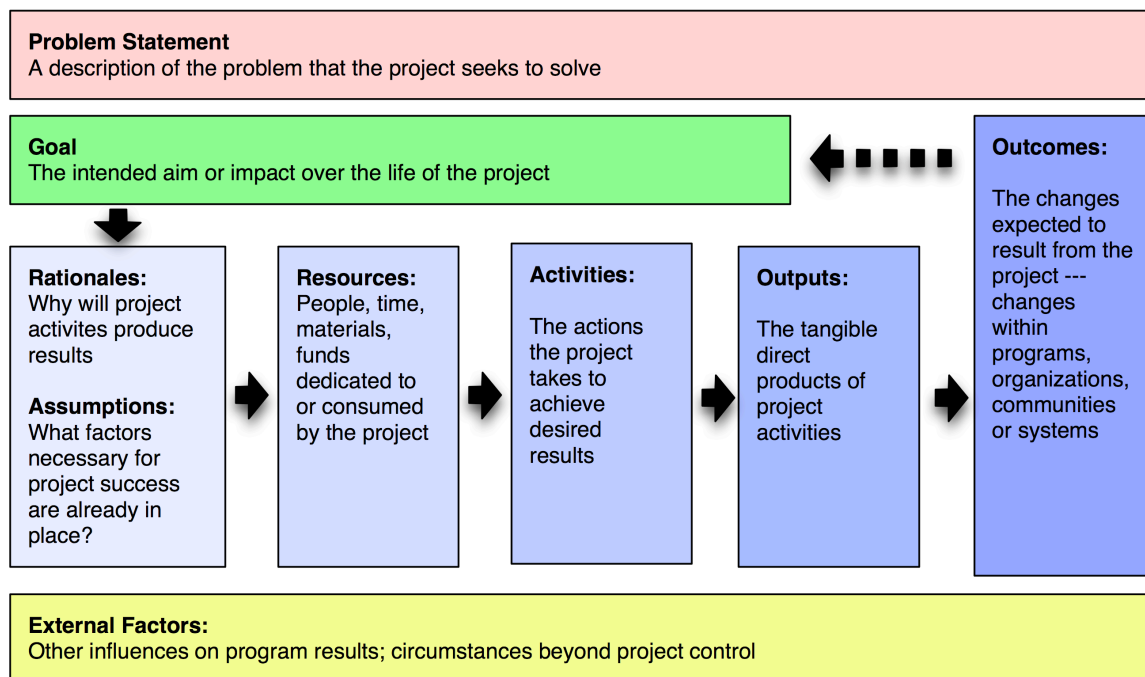 Problem Statement
A description of the problem that the project seeks to solve
Goal
The intended aim or impact over the life of the project
Rationales:
Why will project
activites produce
results
Assumptions:
What factors
necessary for
project success
are already in
place?
Resources:
People, time,
materials,
funds
dedicated to
or consumed
by the project
Activities:
The actions
the project
takes to
achieve
desired
results
Outputs:
The tangible
direct
products of
project
activities
Outcomes:
The changes
expected to
result from the
project ---
changes
within
programs,
organizations,
communities
or systems
External Factors:
Other influences on program results; circumstances beyond project control